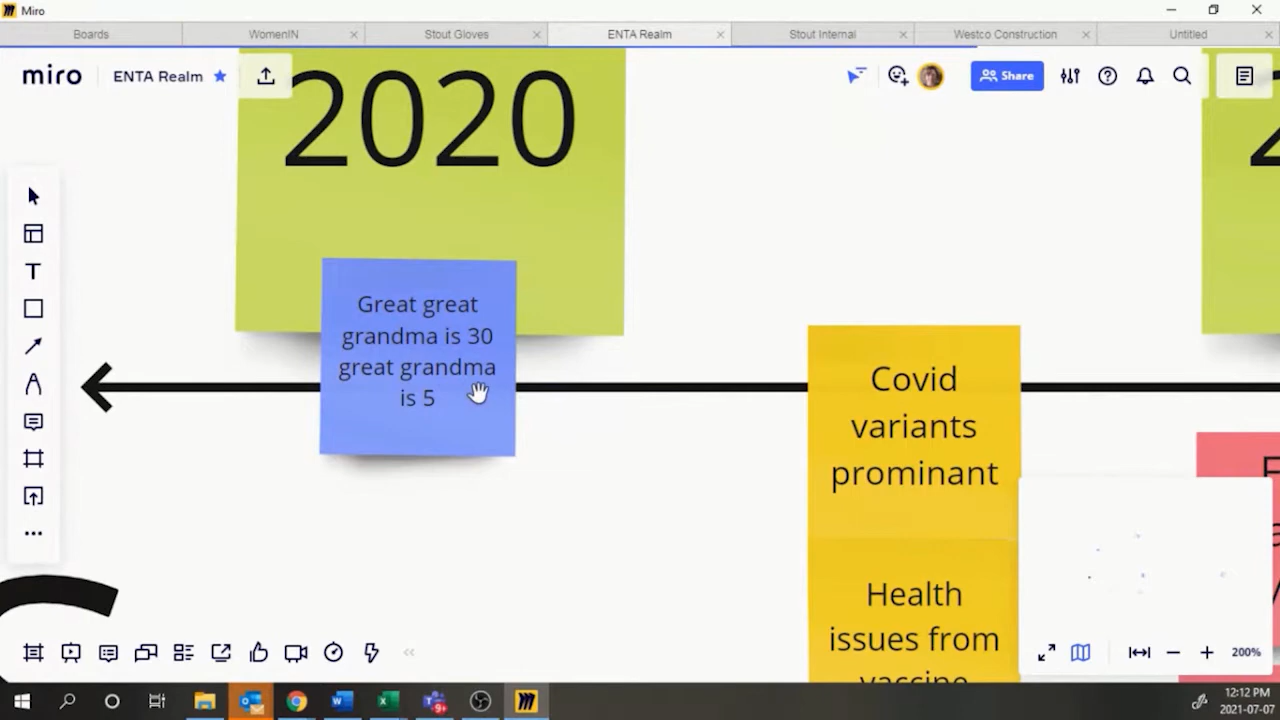 Miro
Boards
WomenIN
Stout Gloves
ENTA Realm
Stout Internal
Westco Construction
Untitled
miro
ENTA Realm
Share
2020
Great great
grandma is 30
great grandma
is 5
Covid
variants
prominant
Health
issues from
vaccine
200%
9+
12:12 PM
2021-07-07